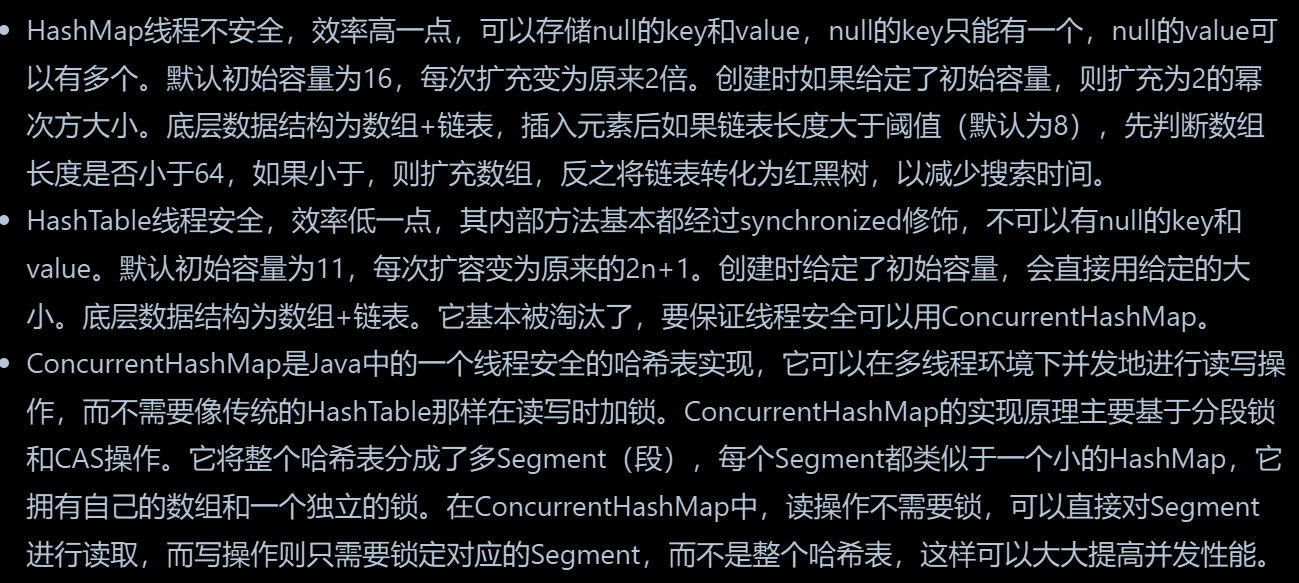 • HashMap线程不安全，效率高一点，可以存储null的key和value，null的key只能有一个，null的value可
以有多个。默认初始容量为16，每次扩充变为原来2倍。创建时如果给定了初始容量，则扩充为2的幂
次方大小。底层数据结构为数组+链表，插入元素后如果链表长度大于阈值（默认为8），先判断数组
长度是否小于64，如果小于，则扩充数组，反之将链表转化为红黑树，以减少搜索时间。
• HashTable线程安全，效率低一点，其内部方法基本都经过synchronized修饰，不可以有null的key和
value。默认初始容量为11，每次扩容变为原来的2n+1。创建时给定了初始容量，会直接用给定的大
小。底层数据结构为数组+链表。它基本被淘汰了，要保证线程安全可以用ConcurrentHashMap。
• ConcurrentHashMap是Java中的一个线程安全的哈希表实现，它可以在多线程环境下并发地进行读写操
作，而不需要像传统的HashTable那样在读写时加锁。ConcurrentHashMap的实现原理主要基于分段锁
和CAS操作。它将整个哈希表分成了多Segment（段），每个Segment都类似于一个小的HashMap，它
拥有自己的数组和一个独立的锁。在ConcurrentHashMap中，读操作不需要锁，可以直接对Segment
进行读取，而写操作则只需要锁定对应的Segment，而不是整个哈希表，这样可以大大提高并发性能。